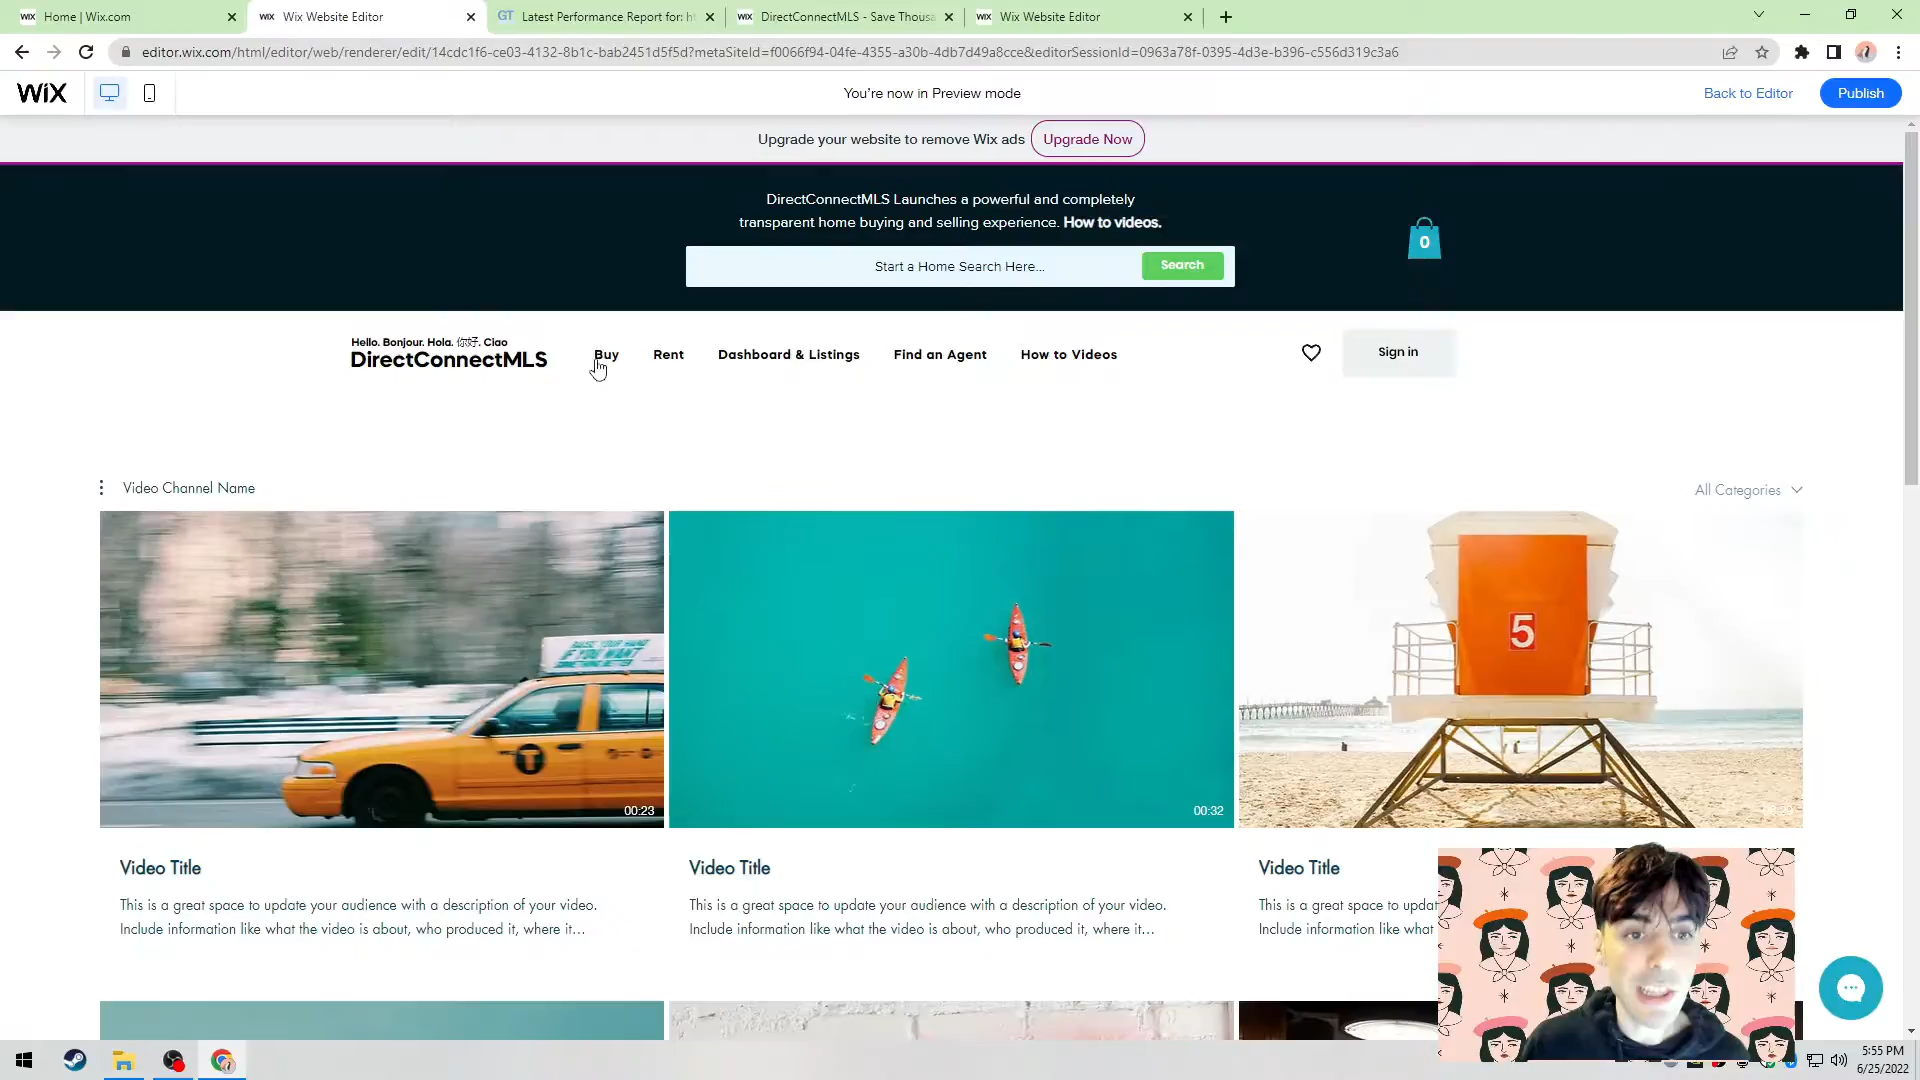 Home | Wix.com
Wix Website Editor
Latest Performance Report for: h
DirectConnectMLS - Save Thous
Wix Website Editor
editor.wix.com/html/editor/web/renderer/edit/14cdc1f6-ce03-4132-8b1c-bab2451d5f5d?metaSiteId=f0066f94-04fe-4355-a30b-4db7d49a8cce&editorSessionId=0963a78f-0395-4d3e-b396-c556d319c3a6
WiX
You're now in Preview mode
Back to Editor
Publish
Upgrade your website to remove Wix ads
Upgrade Now
DirectConnectMLS Launches a powerful and completely
transparent home buying and selling experience. How to videos.
0
Start a Home Search Here...
Search
Hello. Bonjour. Hola. 你好. Ciao
DirectConnectMLS
Buy
Rent
Dashboard & Listings
Find an Agent
How to Videos
Sign in
Video Channel Name
All Categories
5
T
00:23
00:32
Video Title
Video Title
Video Title
This is a great space to update your audience with a description of your video.
Include information like what the video is about, who produced it, where it...
This is a great space to update your audience with a description of your video.
Include information like what the video is about, who produced it, where it...
This is a great space to updat
Include information like what
5:55 PM
6/25/2022